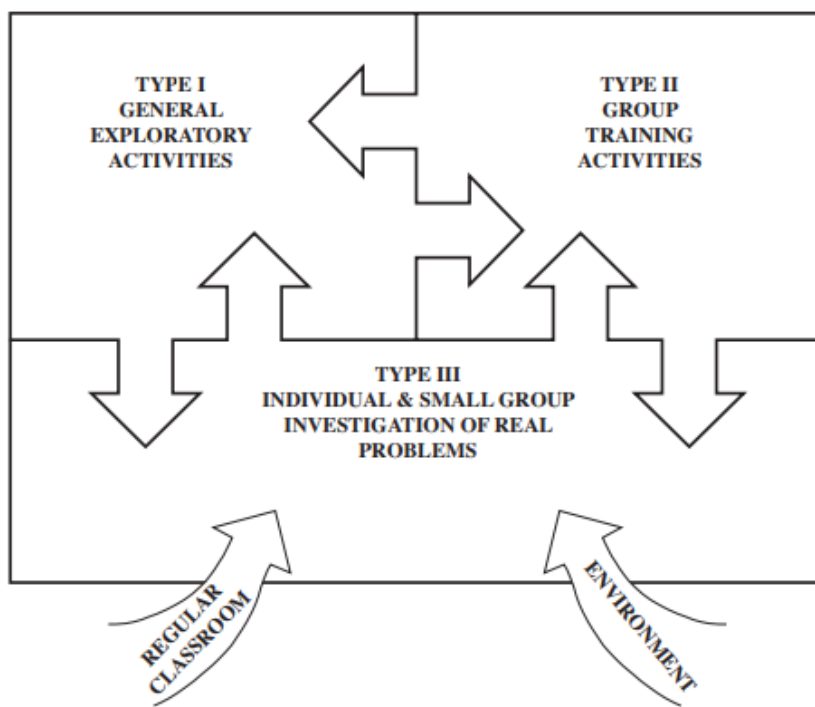 TYPE I
GENERAL
EXPLORATORY
ACTIVITIES
TYPE II
GROUP
TRAINING
ACTIVITIES
TYPE III
INDIVIDUAL & SMALL GROUP
INVESTIGATION OF REAL
PROBLEMS
REGULAR
CLASSROOM
ENVIRONMENT